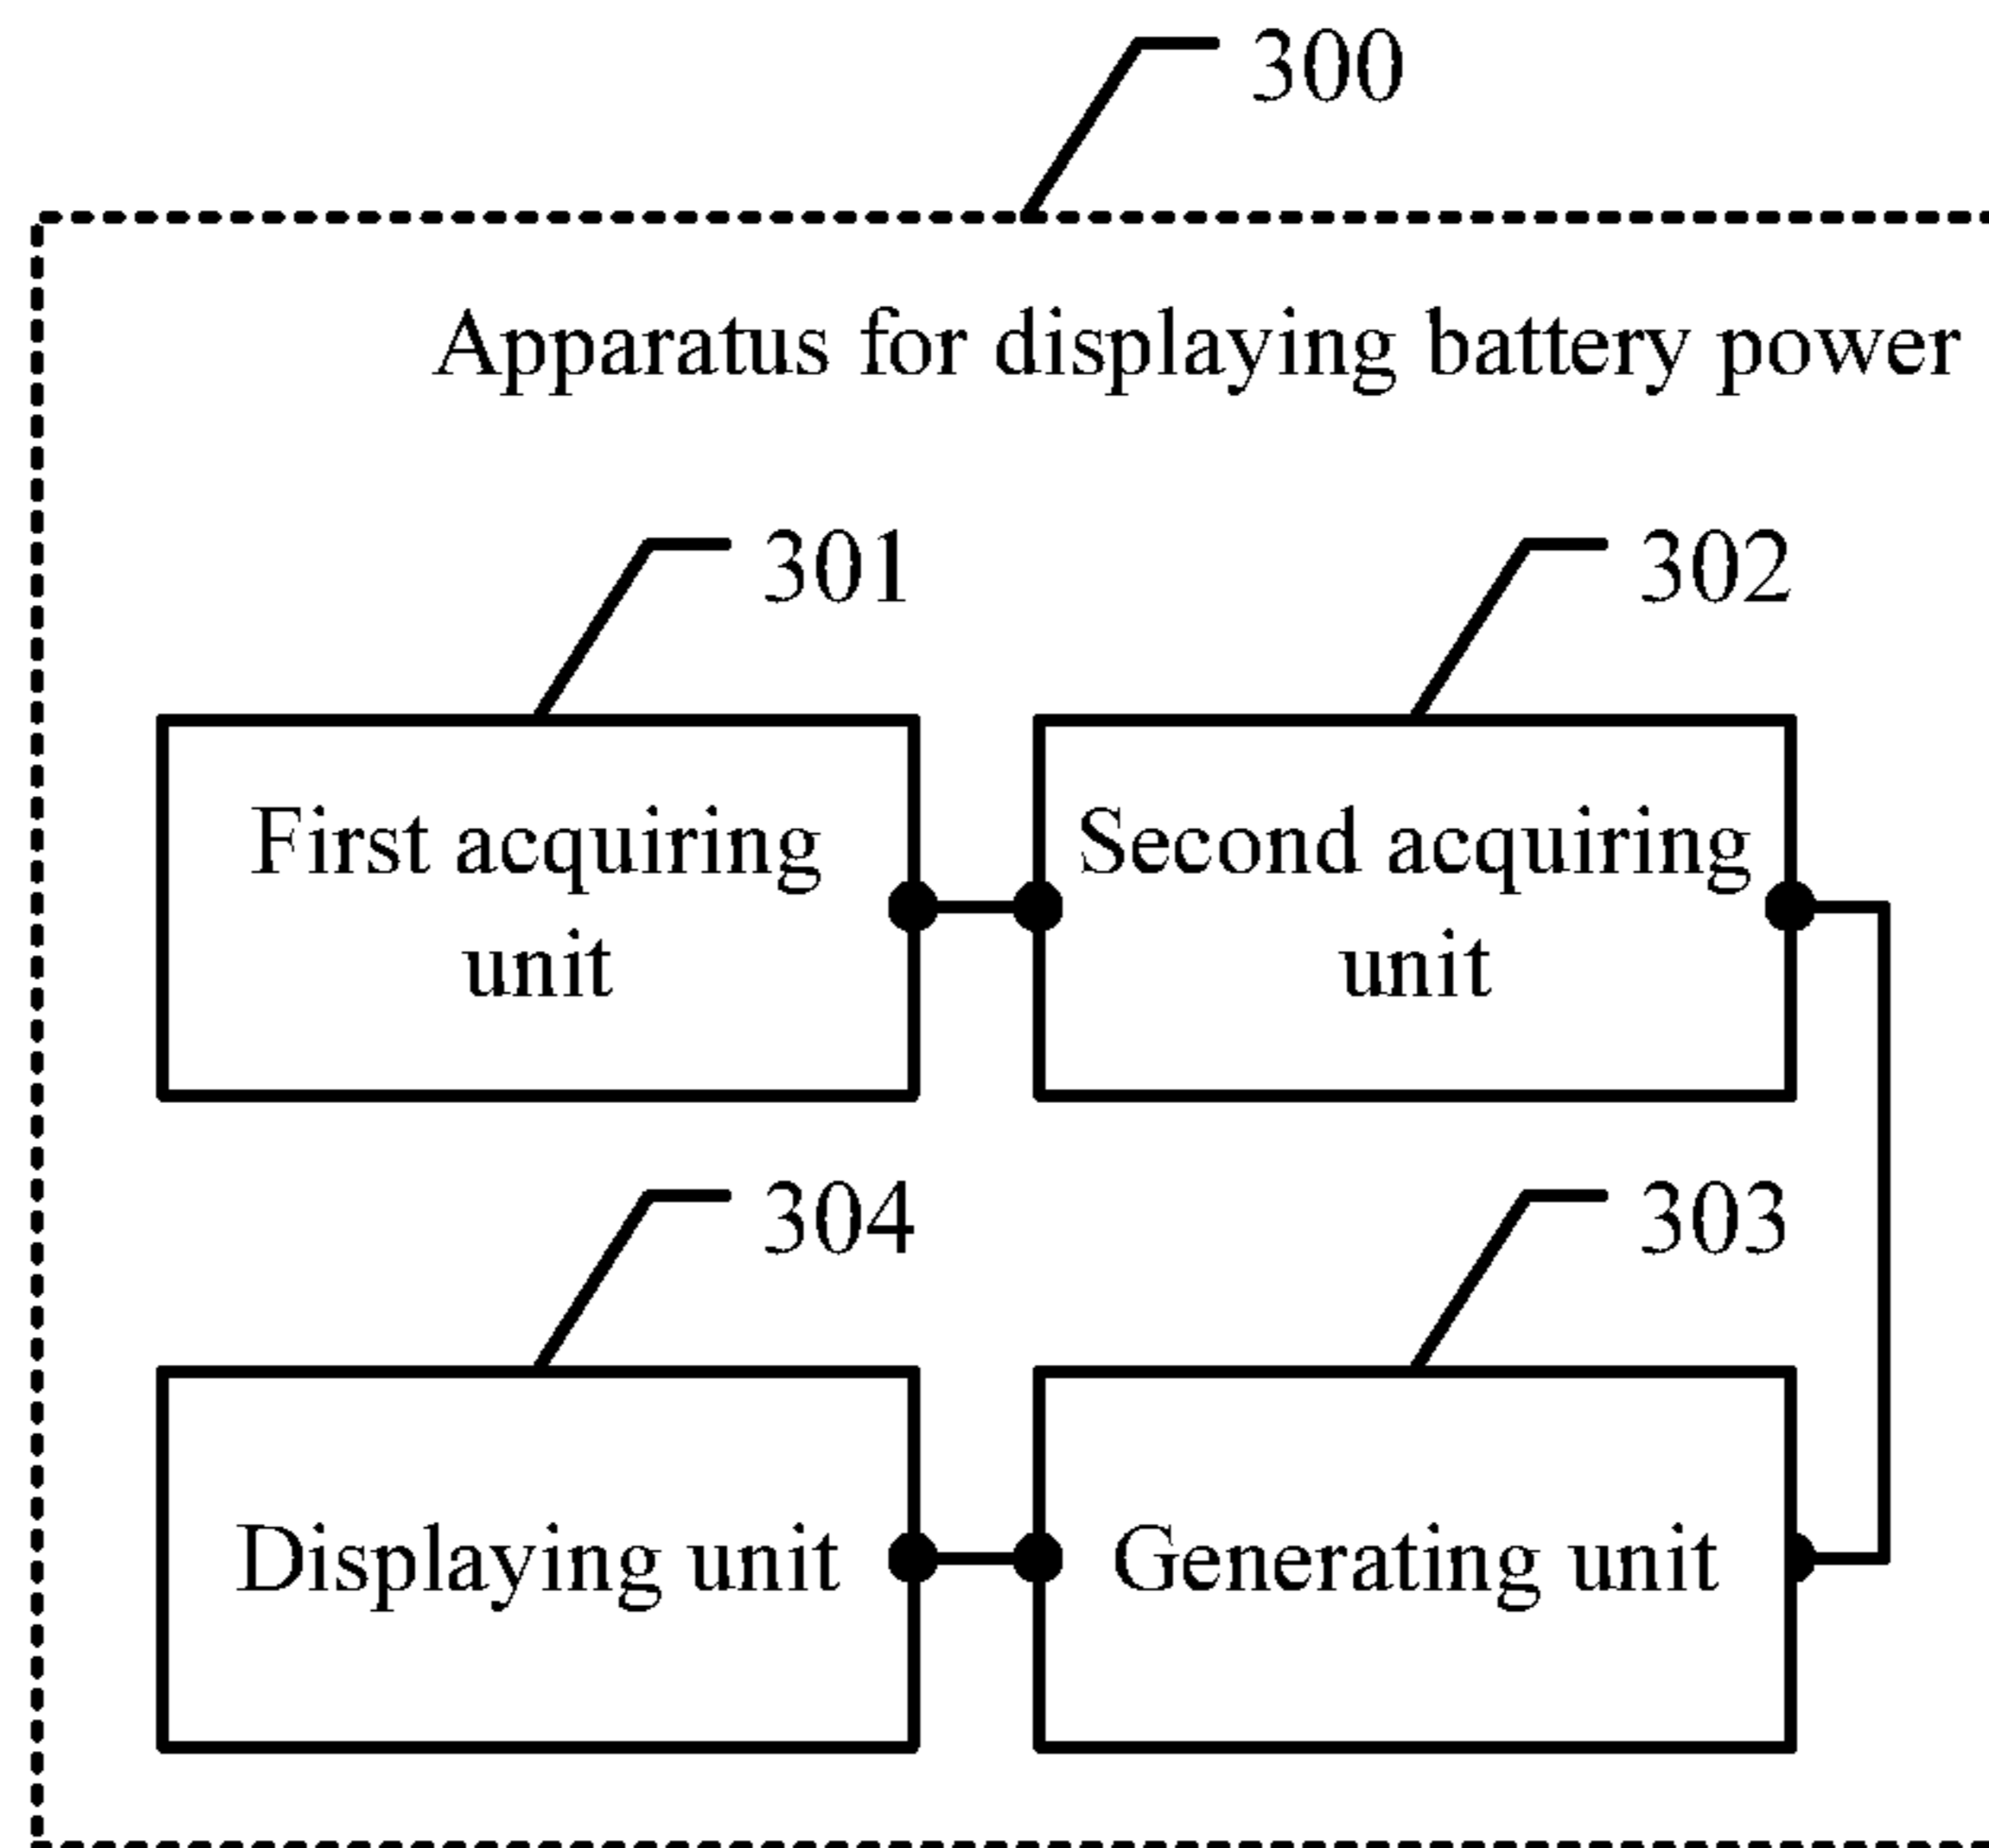 300
Apparatus for displaying battery power
301
302
First acquiring
unit
Second acquiring
unit
304
303
Displaying unit
Generating unit